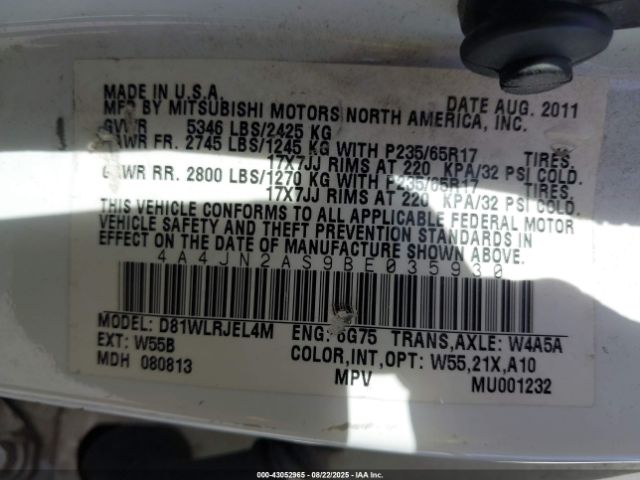 MADE IN U.S.A. DATE AUG. 2011
MFD BY MITSUBISHI MOTORS NORTH AMERICA, INC.
GVWR 5346 LBS/2425 KG
GAWR FR. 2745 LBS/1245 KG WITH P235/65R17 TIRES.
17X7JJ RIMS AT 220 KPA/32 PSI COLD.
GAWR RR. 2800 LBS/1270 KG WITH P235/65R17 TIRES.
17X7JJ RIMS AT 220 KPA/32 PSI COLD.
THIS VEHICLE CONFORMS TO ALL APPLICABLE FEDERAL MOTOR
VEHICLE SAFETY AND THEFT PREVENTION STANDARDS IN
EFFECT ON THE DATE OF MANUFACTURE SHOWN ABOVE.
4A4JN2AS9BE035930
MODEL: D81WLRJEL4M ENG: 6G75 TRANS,AXLE: W4A5A
EXT: W55B COLOR,INT,OPT: W55,21X,A10
MDH 080813 MPV MU001232
000-43052965 - 08/22/2025 - IAA Inc.